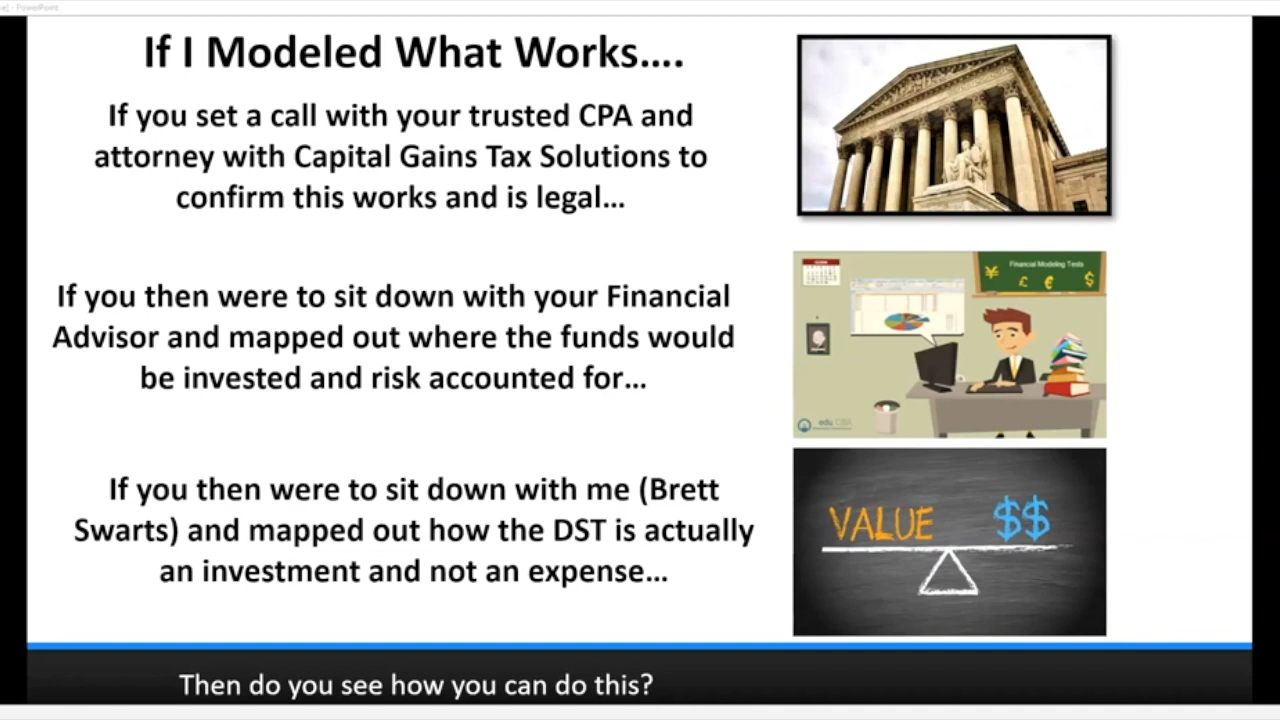 - PowerPoint
If I Modeled What Works....
If you set a call with your trusted CPA and
attorney with Capital Gains Tax Solutions to
confirm this works and is legal...
If you then were to sit down with your Financial
Advisor and mapped out where the funds would
be invested and risk accounted for...
Financial Modeling Tests
¥ £ € $
If you then were to sit down with me (Brett
Swarts) and mapped out how the DST is actually
an investment and not an expense...
VALUE $$
Then do you see how you can do this?